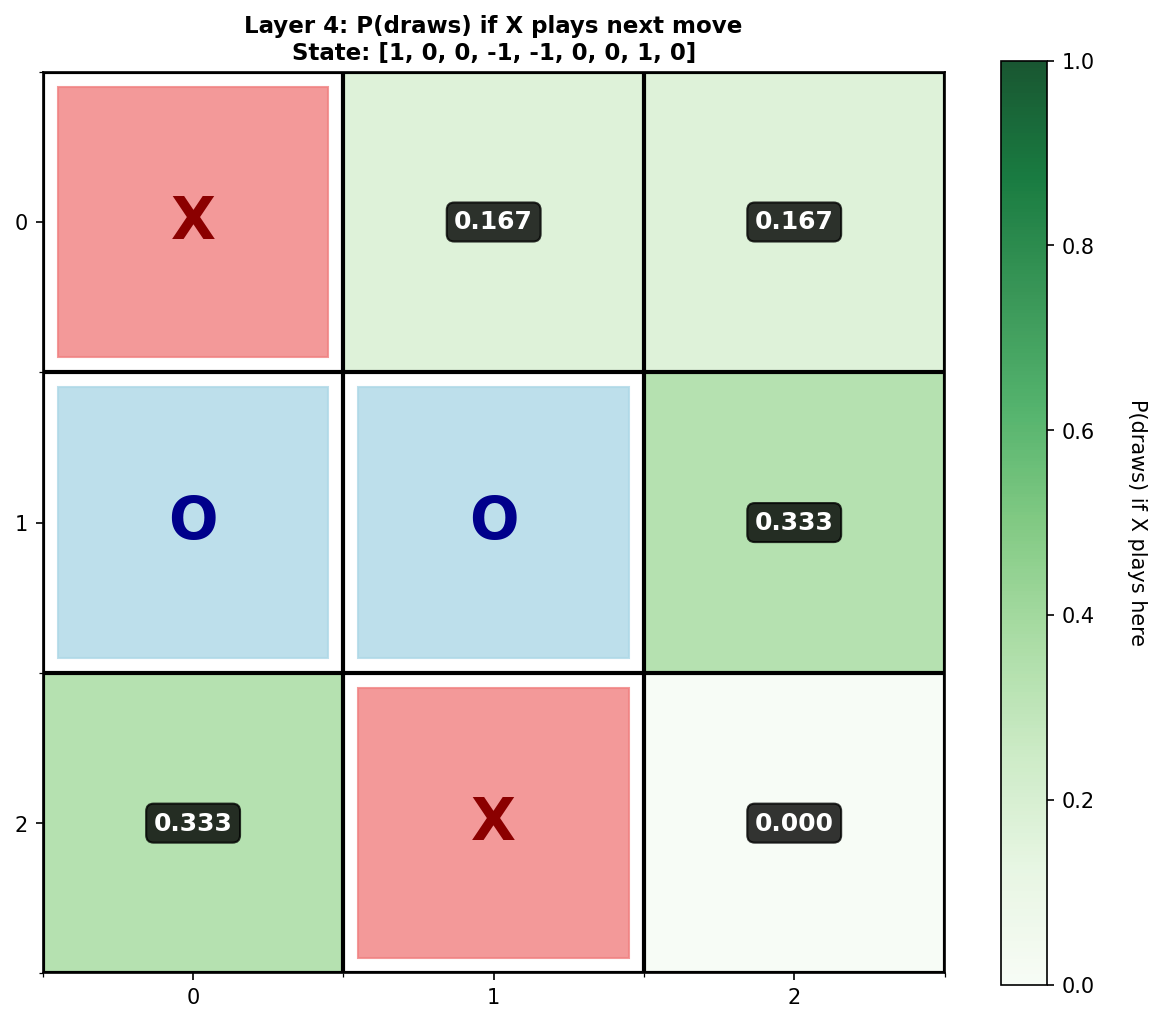 Layer 4: P(draws) if X plays next move
State: [1, 0, 0, -1, -1, 0, 0, 1, 0]
X
0.167
0.167
O
O
0.333
0.333
X
0.000
0
1
2
0
1
2
1.0
0.8
0.6
0.4
0.2
0.0
P(draws) if X plays here